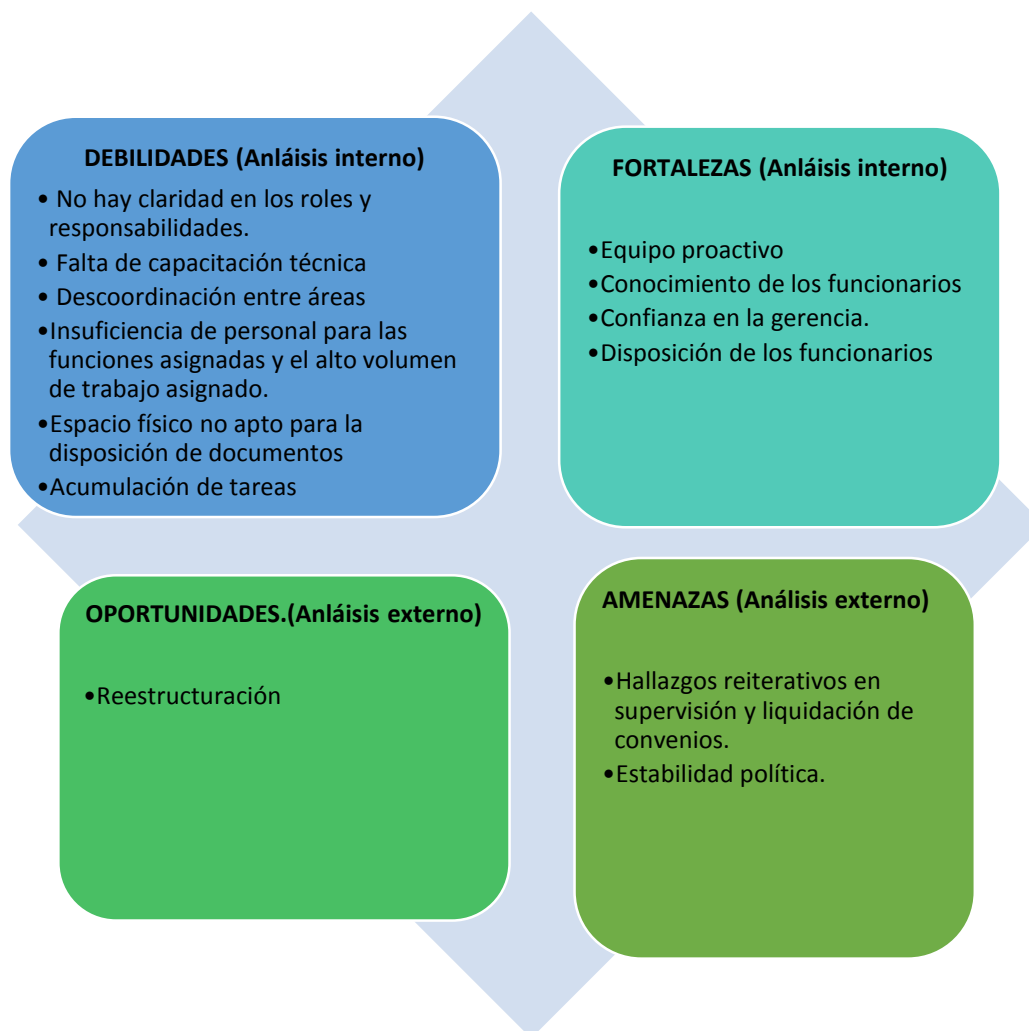 DEBILIDADES (Anláisis interno)
• No hay claridad en los roles y
responsabilidades.
• Falta de capacitación técnica
• Descoordinación entre áreas
•Insuficiencia de personal para las
funciones asignadas y el alto volumen
de trabajo asignado.
•Espacio físico no apto para la
disposición de documentos
•Acumulación de tareas
FORTALEZAS (Anláisis interno)
•Equipo proactivo
•Conocimiento de los funcionarios
•Confianza en la gerencia.
•Disposición de los funcionarios
OPORTUNIDADES.(Anláisis externo)
•Reestructuración
AMENAZAS (Análisis externo)
•Hallazgos reiterativos en
supervisión y liquidación de
convenios.
•Estabilidad política.